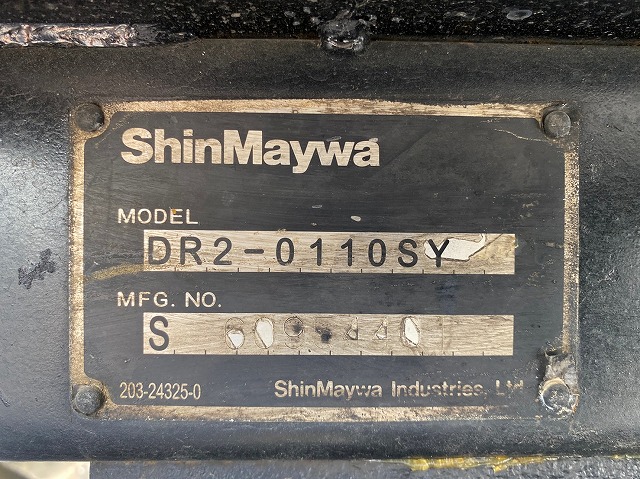 ShinMaywa
MODEL
DR2-0110SY
MFG. NO.
S
203-24325-0 ShinMaywa Industries, Ltd